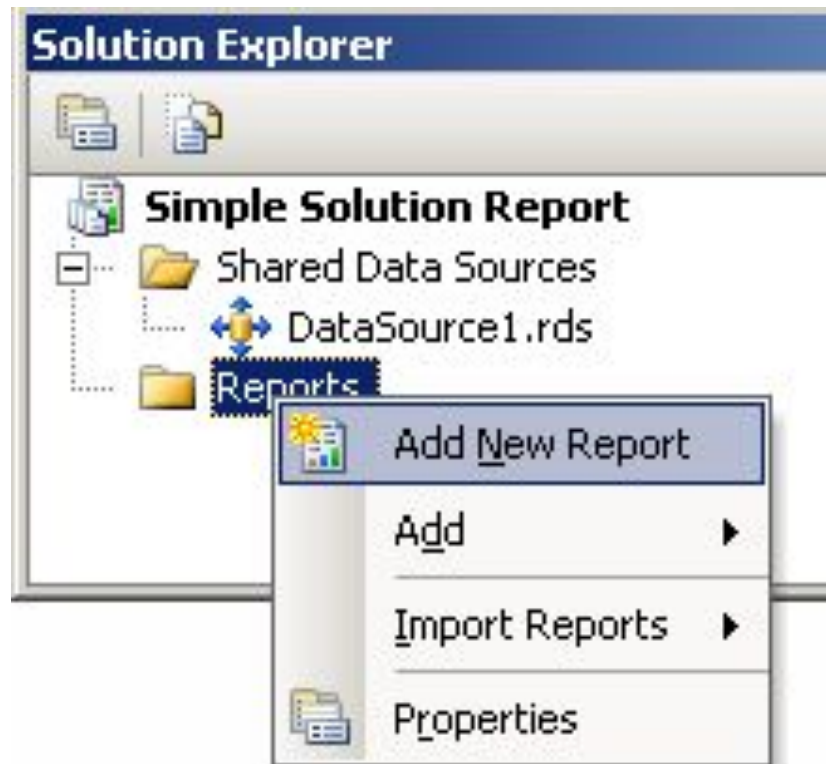 Solution Explorer
Simple Solution Report
Shared Data Sources
DataSource1.rds
Reports
Add New Report
Add
Import Reports
Properties